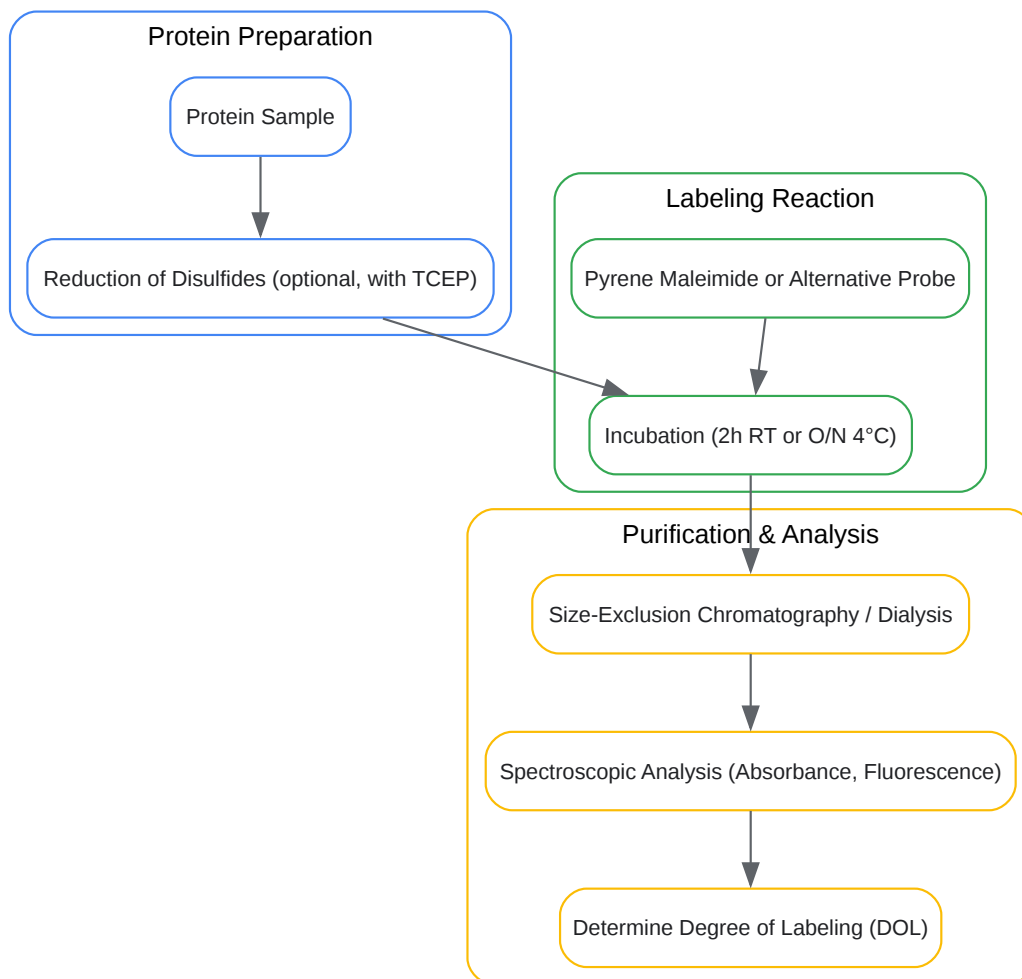 Protein Preparation
Protein Sample
Reduction of Disulfides (optional, with TCEP)
Labeling Reaction
Pyrene Maleimide or Alternative Probe
Incubation (2h RT or O/N 4°C)
Purification & Analysis
Size-Exclusion Chromatography / Dialysis
Spectroscopic Analysis (Absorbance, Fluorescence)
Determine Degree of Labeling (DOL)